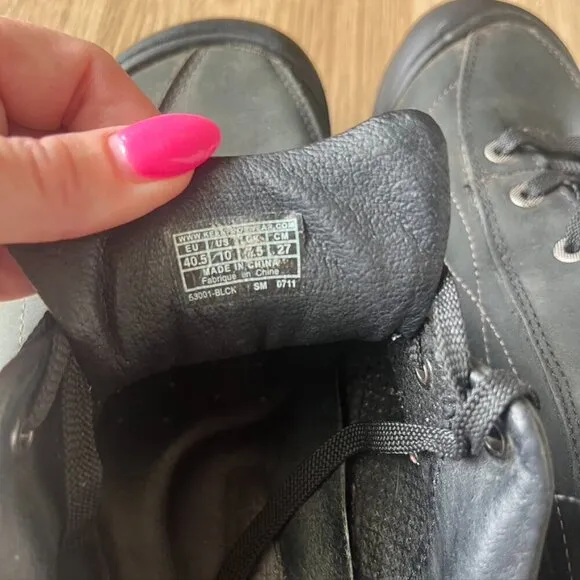 WWW.KEENFOOTWEAR.COM
EU US UK CM
40.5 10 7.5 27
MADE IN CHINA
Fabriqué en Chine
53001-BLCK SM 0711